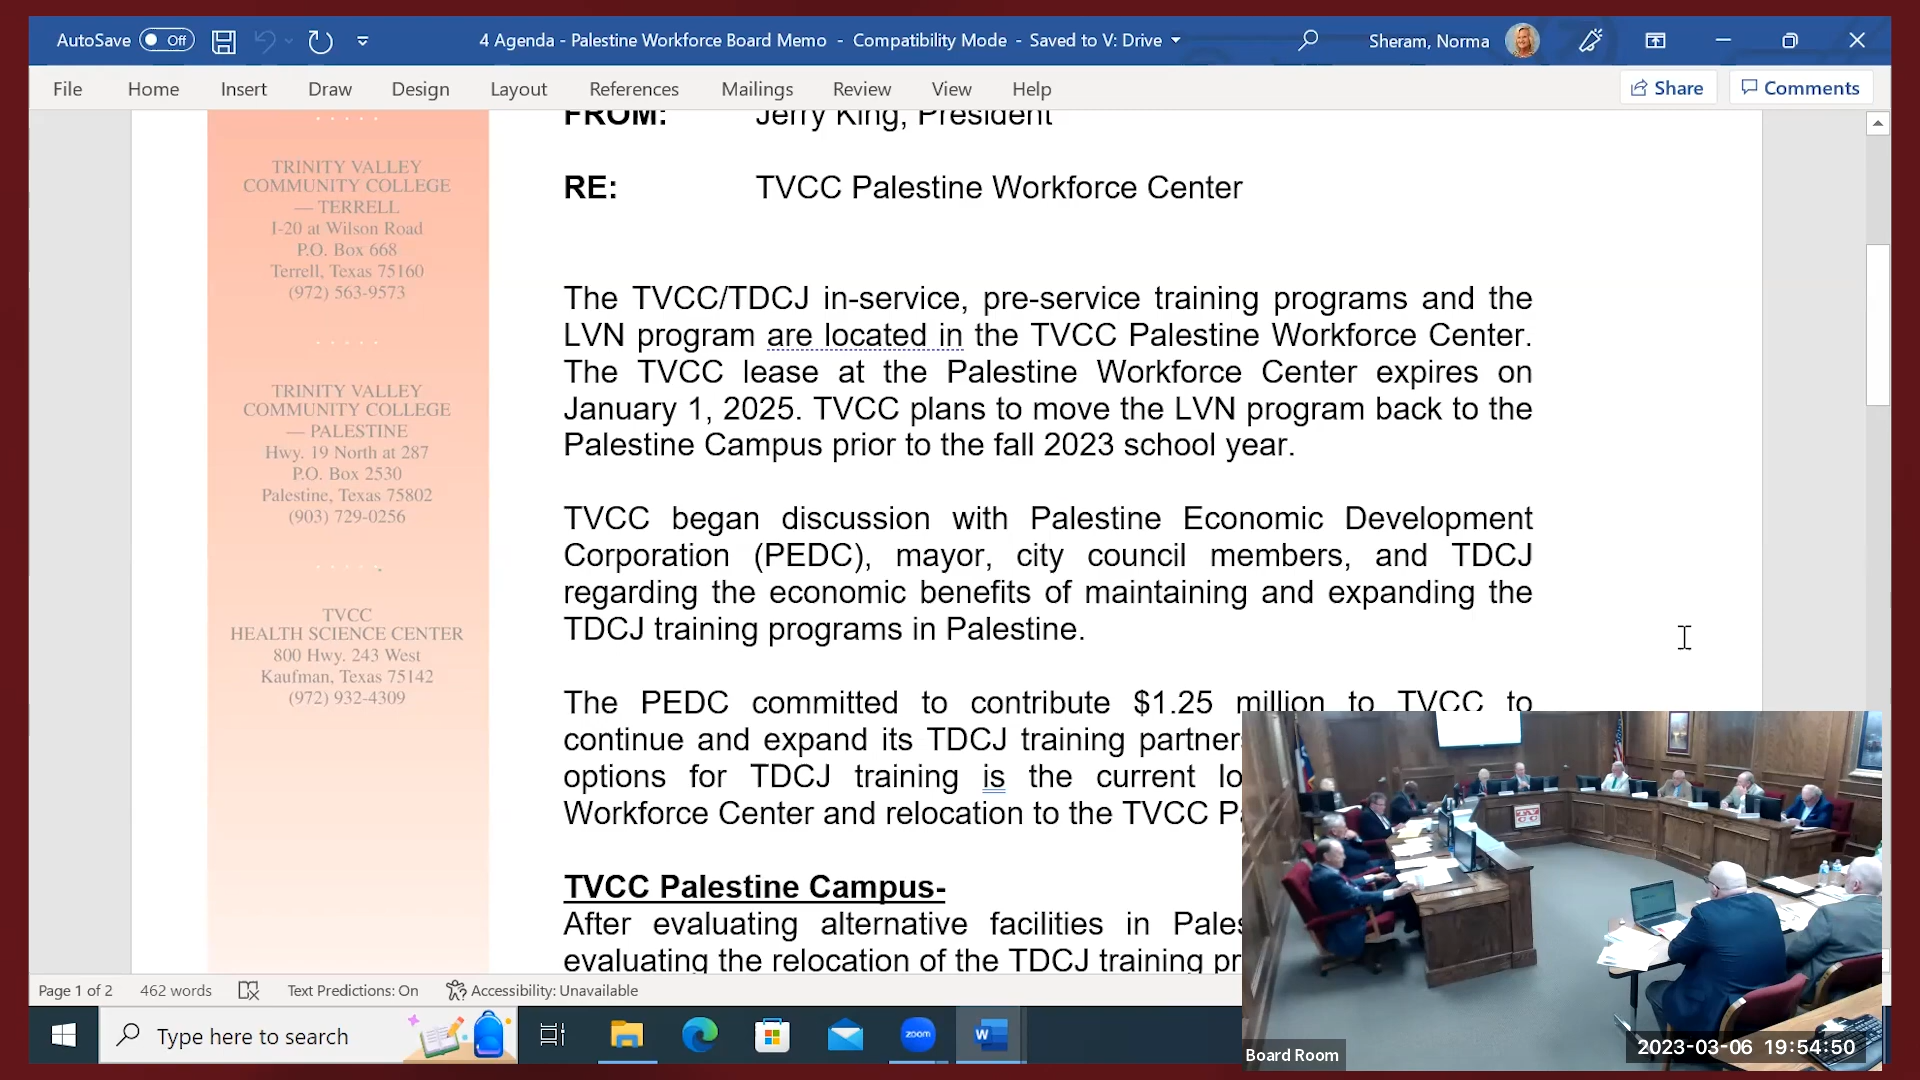 AutoSave Off 4 Agenda - Palestine Workforce Board Memo - Compatibility Mode - Saved to V: Drive Sheram, Norma
File Home Insert Draw Design Layout References Mailings Review View Help Share Comments
FROM: Jerry King, President
RE: TVCC Palestine Workforce Center
The TVCC/TDCJ in-service, pre-service training programs and the
LVN program are located in the TVCC Palestine Workforce Center.
The TVCC lease at the Palestine Workforce Center expires on
January 1, 2025. TVCC plans to move the LVN program back to the
Palestine Campus prior to the fall 2023 school year.
TVCC began discussion with Palestine Economic Development
Corporation (PEDC), mayor, city council members, and TDCJ
regarding the economic benefits of maintaining and expanding the
TDCJ training programs in Palestine.
The PEDC committed to contribute $1.25 million to TVCC to
continue and expand its TDCJ training partner
options for TDCJ training is the current lo
Workforce Center and relocation to the TVCC P
TVCC Palestine Campus-
After evaluating alternative facilities in Pales
evaluating the relocation of the TDCJ training pr
TRINITY VALLEY
COMMUNITY COLLEGE
— TERRELL
I-20 at Wilson Road
P.O. Box 668
Terrell, Texas 75160
(972) 563-9573
TRINITY VALLEY
COMMUNITY COLLEGE
— PALESTINE
Hwy. 19 North at 287
P.O. Box 2530
Palestine, Texas 75802
(903) 729-0256
TVCC
HEALTH SCIENCE CENTER
800 Hwy. 243 West
Kaufman, Texas 75142
(972) 932-4309
Page 1 of 2 462 words Text Predictions: On Accessibility: Unavailable
Type here to search
zoom
W
Board Room
2023-03-06 19:54:50